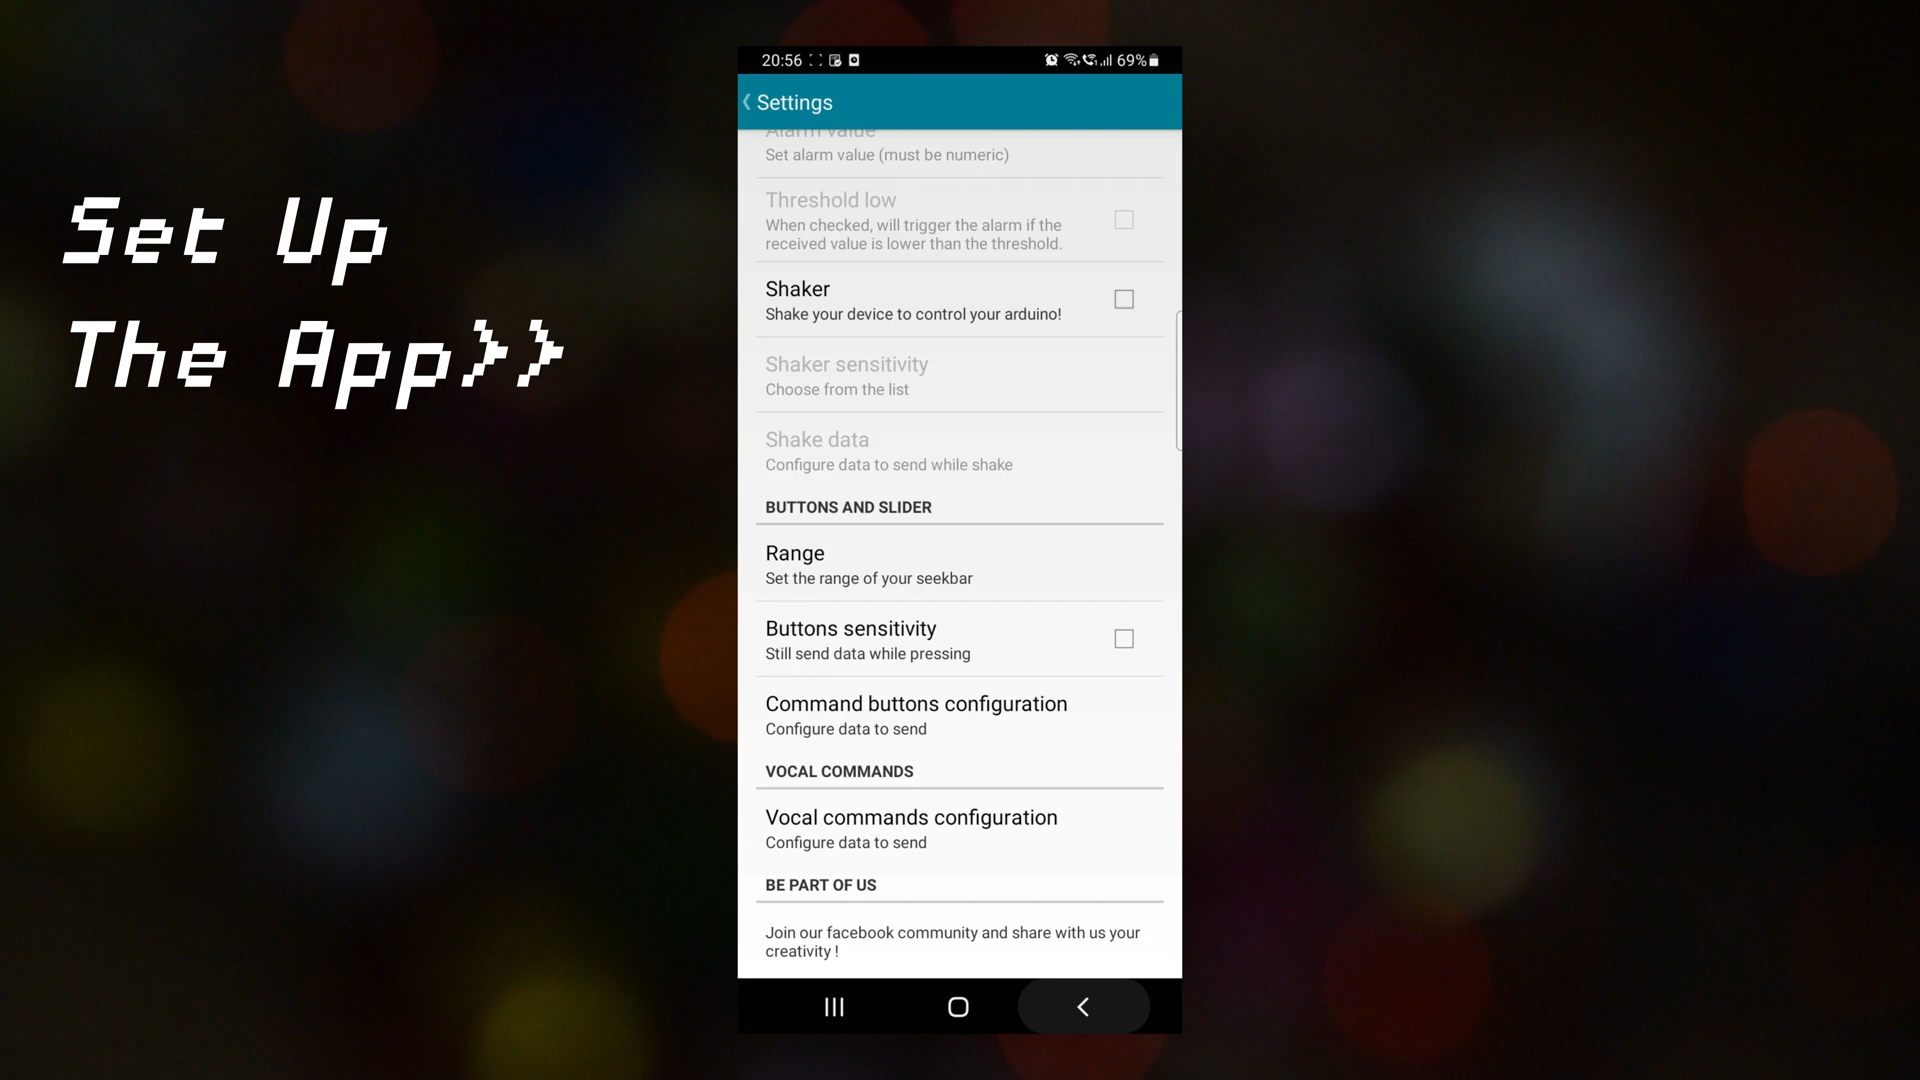 Set Up
The App>>
20:56
69%
Settings
Alarm value
Set alarm value (must be numeric)
Threshold low
When checked, will trigger the alarm if the
received value is lower than the threshold.
Shaker
Shake your device to control your arduino!
Shaker sensitivity
Choose from the list
Shake data
Configure data to send while shake
BUTTONS AND SLIDER
Range
Set the range of your seekbar
Buttons sensitivity
Still send data while pressing
Command buttons configuration
Configure data to send
VOCAL COMMANDS
Vocal commands configuration
Configure data to send
BE PART OF US
Join our facebook community and share with us your
creativity !